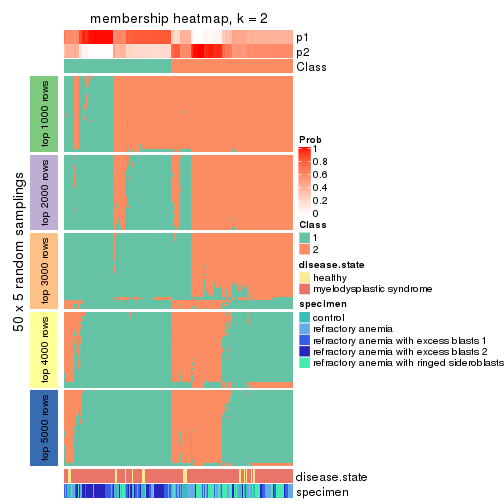 membership heatmap, k = 2
p1
p2
Class
50 x 5 random samplings
top 1000 rows
top 2000 rows
top 3000 rows
top 4000 rows
top 5000 rows
Prob
1
0.8
0.6
0.4
0.2
0
Class
1
2
disease.state
healthy
myelodysplastic syndrome
specimen
control
refractory anemia
refractory anemia with excess blasts 1
refractory anemia with excess blasts 2
refractory anemia with ringed sideroblasts
disease.state
specimen